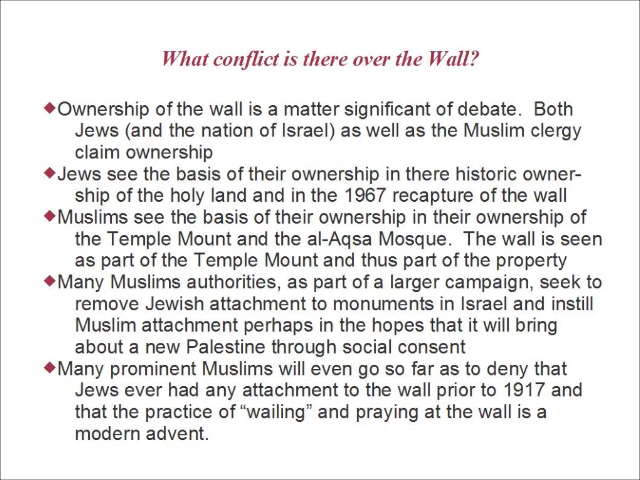 What conflict is there over the Wall?
◆Ownership of the wall is a matter significant of debate.  Both
Jews (and the nation of Israel) as well as the Muslim clergy
claim ownership
◆Jews see the basis of their ownership in there historic owner-
ship of the holy land and in the 1967 recapture of the wall
◆Muslims see the basis of their ownership in their ownership of
the Temple Mount and the al-Aqsa Mosque.  The wall is seen
as part of the Temple Mount and thus part of the property
◆Many Muslims authorities, as part of a larger campaign, seek to
remove Jewish attachment to monuments in Israel and instill
Muslim attachment perhaps in the hopes that it will bring
about a new Palestine through social consent
◆Many prominent Muslims will even go so far as to deny that
Jews ever had any attachment to the wall prior to 1917 and
that the practice of “wailing” and praying at the wall is a
modern advent.